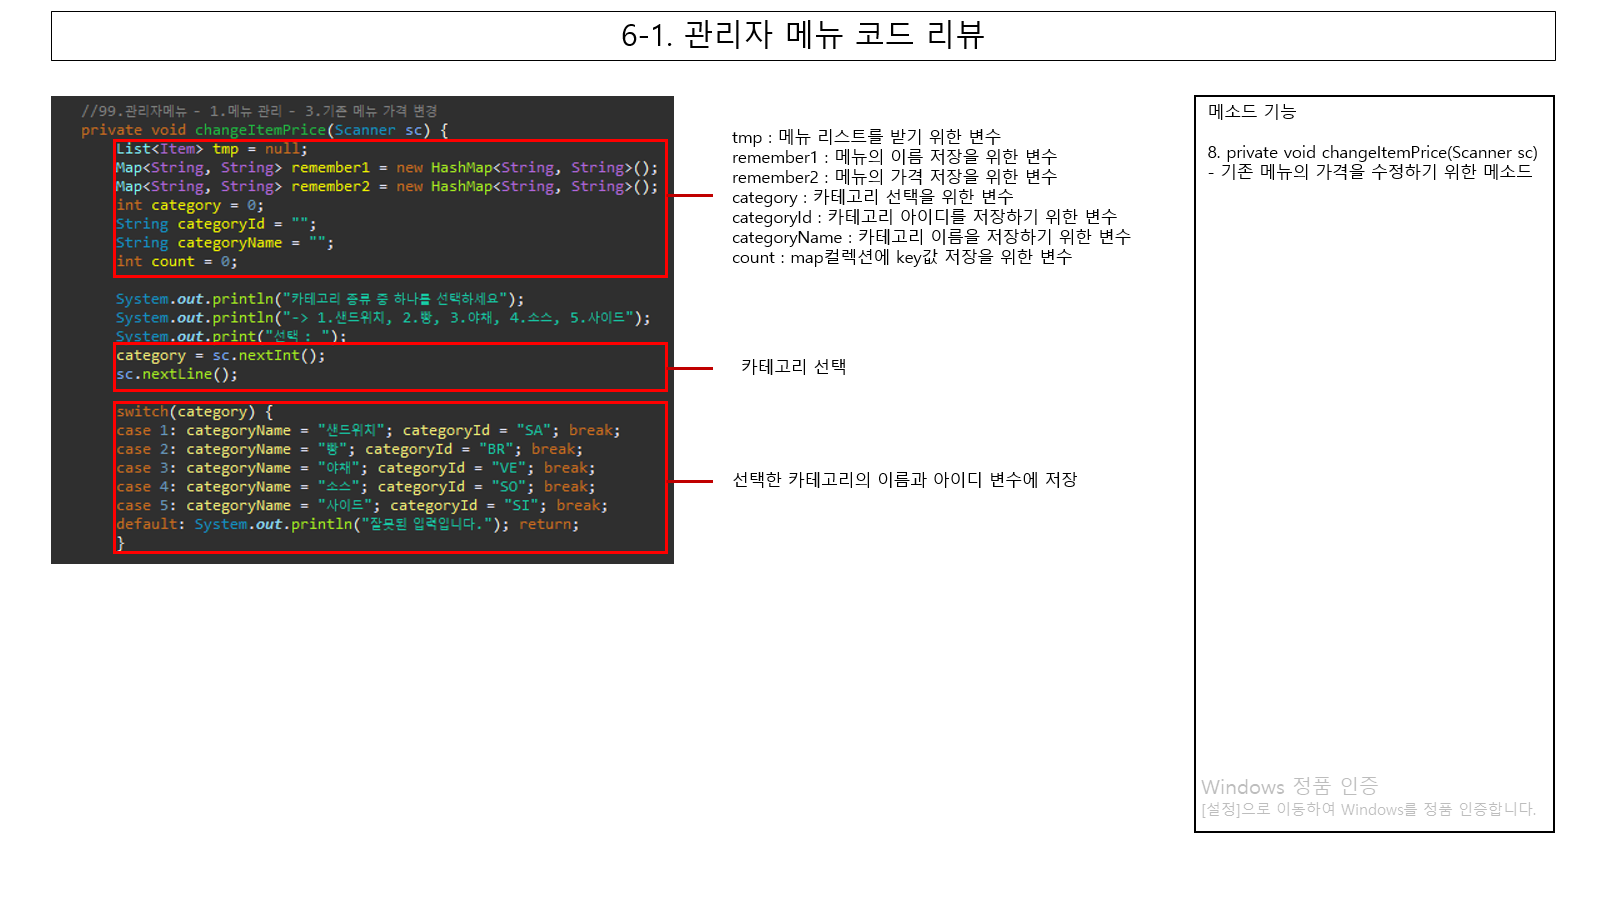 6-1. 관리자 메뉴 코드 리뷰
//99.관리자메뉴 - 1.메뉴 관리 - 3.기존 메뉴 가격 변경
private void changeItemPrice(Scanner sc) {
List<Item> tmp = null;
Map<String, String> remember1 = new HashMap<String, String>();
Map<String, String> remember2 = new HashMap<String, String>();
int category = 0;
String categoryId = "";
String categoryName = "";
int count = 0;
System.out.println("카테고리 종류 중 하나를 선택하세요");
System.out.println("-> 1.샌드위치, 2.빵, 3.야채, 4.소스, 5.사이드");
System.out.print("선택 : ");
category = sc.nextInt();
sc.nextLine();
switch(category) {
case 1: categoryName = "샌드위치"; categoryId = "SA"; break;
case 2: categoryName = "빵"; categoryId = "BR"; break;
case 3: categoryName = "야채"; categoryId = "VE"; break;
case 4: categoryName = "소스"; categoryId = "SO"; break;
case 5: categoryName = "사이드"; categoryId = "SI"; break;
default: System.out.println("잘못된 입력입니다."); return;
}
tmp : 메뉴 리스트를 받기 위한 변수
remember1 : 메뉴의 이름 저장을 위한 변수
remember2 : 메뉴의 가격 저장을 위한 변수
category : 카테고리 선택을 위한 변수
categoryId : 카테고리 아이디를 저장하기 위한 변수
categoryName : 카테고리 이름을 저장하기 위한 변수
count : map컬렉션에 key값 저장을 위한 변수
카테고리 선택
선택한 카테고리의 이름과 아이디 변수에 저장
메소드 기능
8. private void changeItemPrice(Scanner sc)
- 기존 메뉴의 가격을 수정하기 위한 메소드
Windows 정품 인증
[설정]으로 이동하여 Windows를 정품 인증합니다.